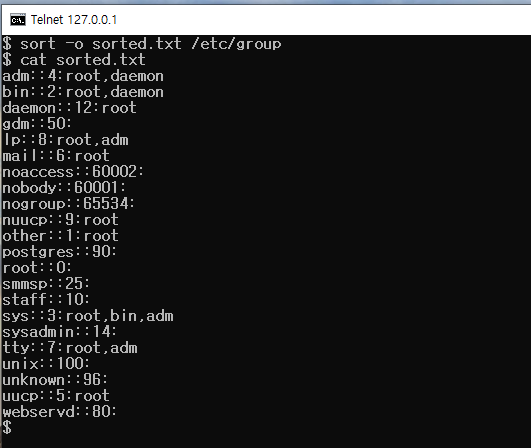 Telnet 127.0.0.1
$ sort -o sorted.txt /etc/group
$ cat sorted.txt
adm::4:root,daemon
bin::2:root,daemon
daemon::12:root
gdm::50:
lp::8:root,adm
mail::6:root
noaccess::60002:
nobody::60001:
nogroup::65534:
nuucp::9:root
other::1:root
postgres::90:
root::0:
smmsp::25:
staff::10:
sys::3:root,bin,adm
sysadmin::14:
tty::7:root,adm
unix::100:
unknown::96:
uucp::5:root
webservd::80:
$